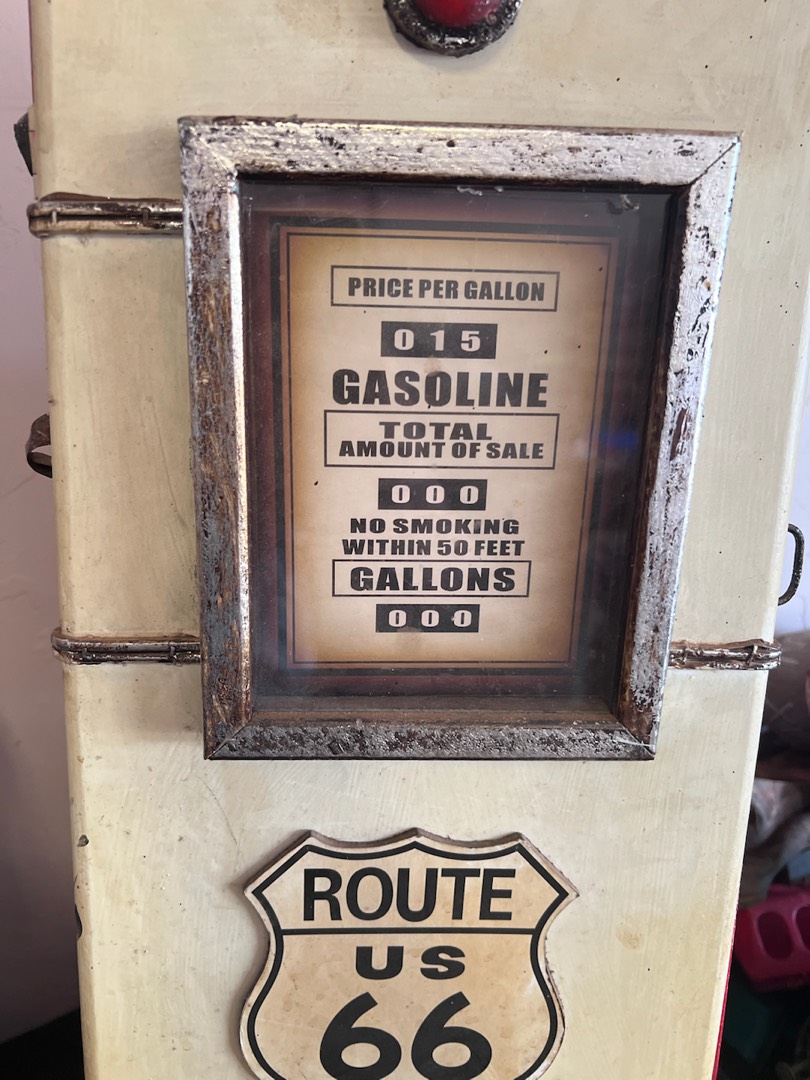 PRICE PER GALLON
015
GASOLINE
TOTAL
AMOUNT OF SALE
000
NO SMOKING
WITHIN 50 FEET
GALLONS
000
ROUTE
US
66